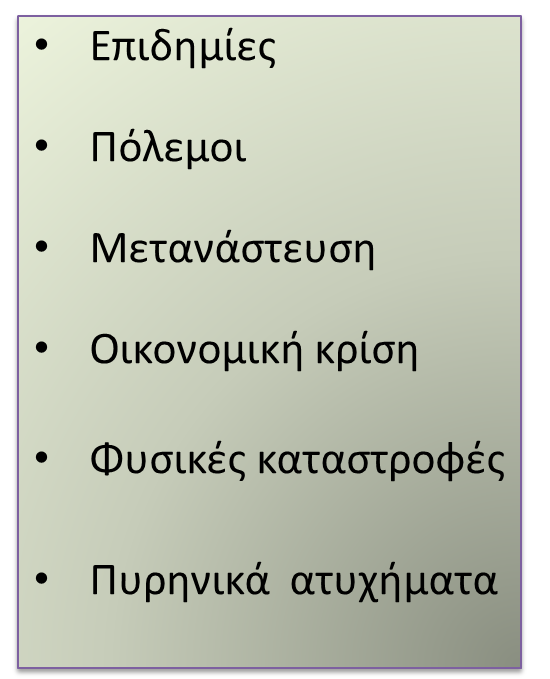 • Επιδημίες
• Πόλεμοι
• Μετανάστευση
• Οικονομική κρίση
• Φυσικές καταστροφές
• Πυρηνικά ατυχήματα